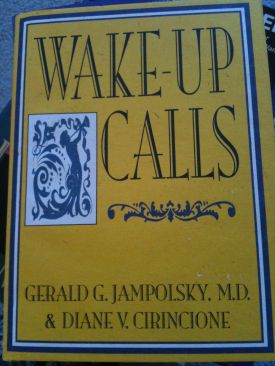 WAKE-UP
CALLS
GERALD G. JAMPOLSKY, M.D.
& DIANE V. CIRINCIONE